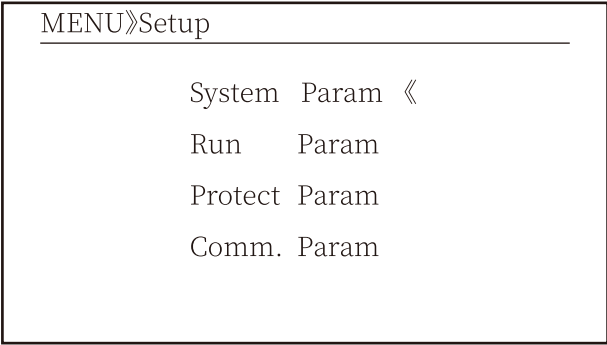 MENU》Setup
System Param 《
Run Param
Protect Param
Comm. Param